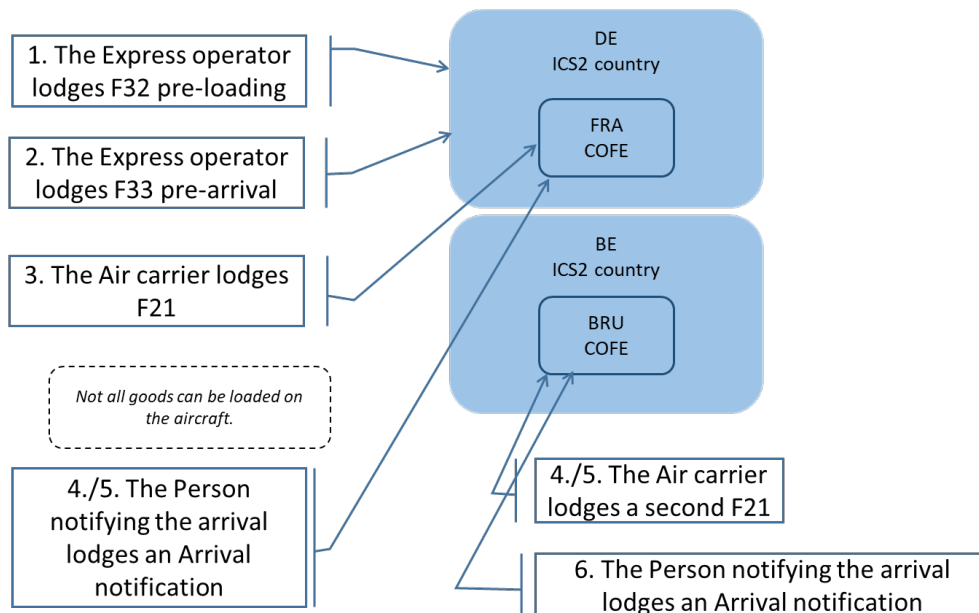 1. The Express operator
lodges F32 pre-loading
2. The Express operator
lodges F33 pre-arrival
3. The Air carrier lodges
F21
Not all goods can be loaded on
the aircraft.
4./5. The Person
notifying the arrival
lodges an Arrival
notification
DE
ICS2 country
FRA
COFE
BE
ICS2 country
BRU
COFE
4./5. The Air carrier
lodges a second F21
6. The Person notifying the arrival
lodges an Arrival notification